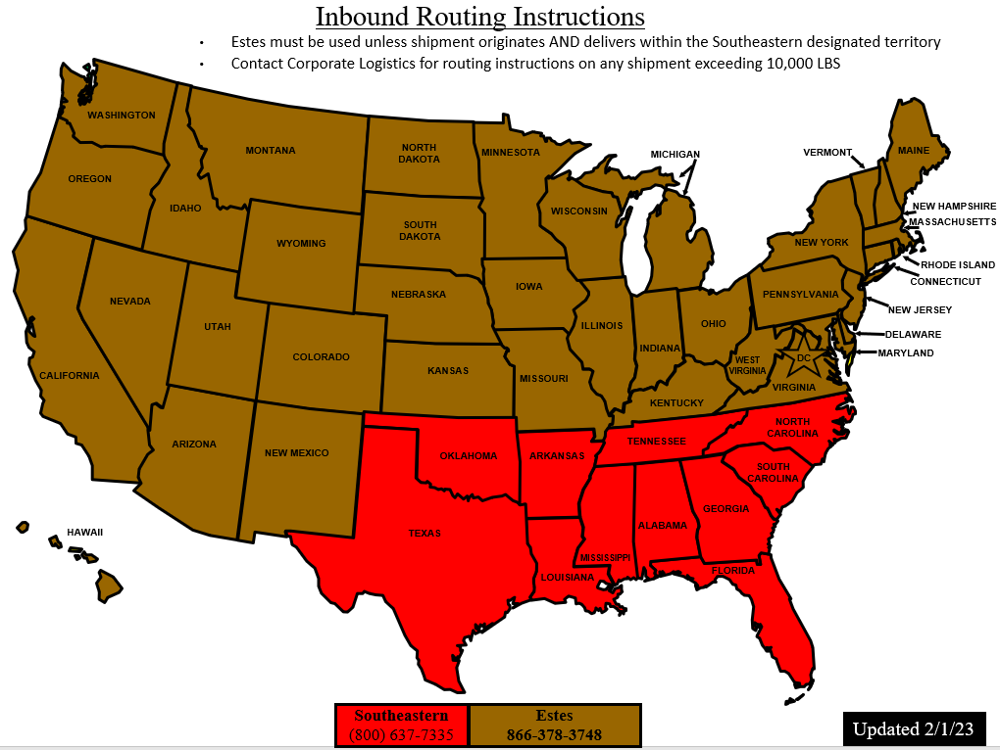 Inbound Routing Instructions
• Estes must be used unless shipment originates AND delivers within the Southeastern designated territory
• Contact Corporate Logistics for routing instructions on any shipment exceeding 10,000 LBS
WASHINGTON
MONTANA
NORTH
DAKOTA
MINNESOTA
MICHIGAN
VERMONT
MAINE
OREGON
IDAHO
WYOMING
SOUTH
DAKOTA
WISCONSIN
NEW YORK
NEW HAMPSHIRE
MASSACHUSETTS
RHODE ISLAND
CONNECTICUT
NEVADA
UTAH
NEBRASKA
IOWA
ILLINOIS
INDIANA
OHIO
PENNSYLVANIA
NEW JERSEY
DELAWARE
MARYLAND
CALIFORNIA
COLORADO
KANSAS
MISSOURI
WEST
VIRGINIA
DC
VIRGINIA
KENTUCKY
ARIZONA
NEW MEXICO
OKLAHOMA
ARKANSAS
TENNESSEE
NORTH
CAROLINA
SOUTH
CAROLINA
HAWAII
TEXAS
LOUISIANA
MISSISSIPPI
ALABAMA
GEORGIA
FLORIDA
Southeastern
(800) 637-7335
Estes
866-378-3748
Updated 2/1/23